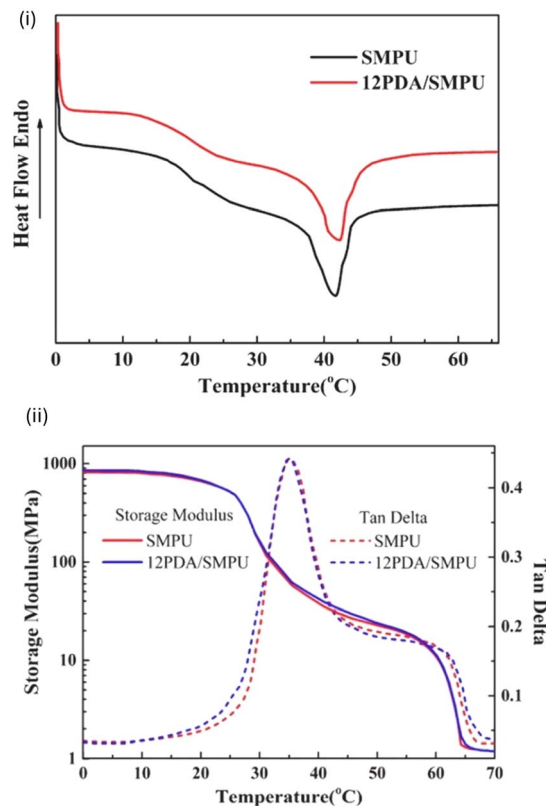 (i)
SMPU
12PDA/SMPU
Heat Flow Endo
0 10 20 30 40 50 60
Temperature(°C)
(ii)
1000
100
10
1
0.4
0.3
0.2
0.1
Storage Modulus
SMPU
12PDA/SMPU
Tan Delta
SMPU
12PDA/SMPU
Storage Modulus(MPa)
Tan Delta
0 10 20 30 40 50 60 70
Temperature(°C)